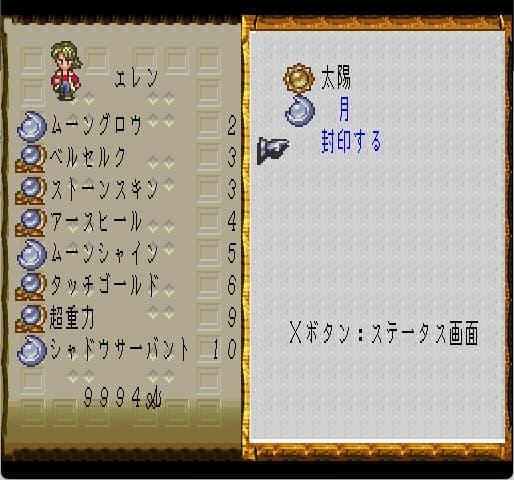 エレン
ムーングロウ 2
ベルセルク 3
ストーンスキン 3
アースヒール 4
ムーンシャイン 5
タッチゴールド 6
超重力 9
シャドウサーバント 10
9994
太陽
月
封印する
Xボタン：ステータス画面